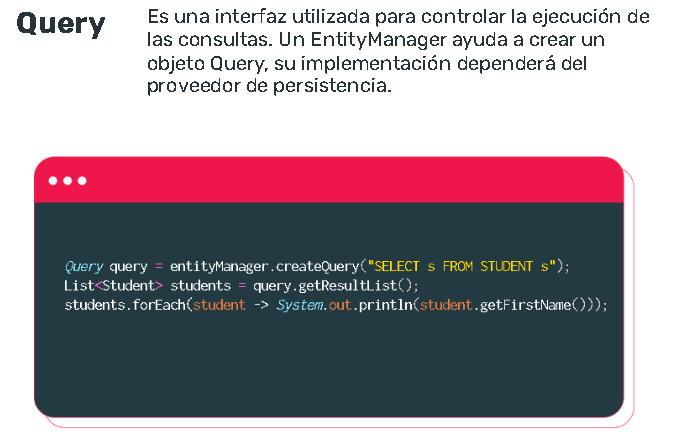 Query
Es una interfaz utilizada para controlar la ejecución de
las consultas. Un EntityManager ayuda a crear un
objeto Query, su implementación dependerá del
proveedor de persistencia.
Query query = entityManager.createQuery("SELECT s FROM STUDENT s");
List<Student> students = query.getResultList();
students.forEach(student -> System.out.println(student.getFirstName()));